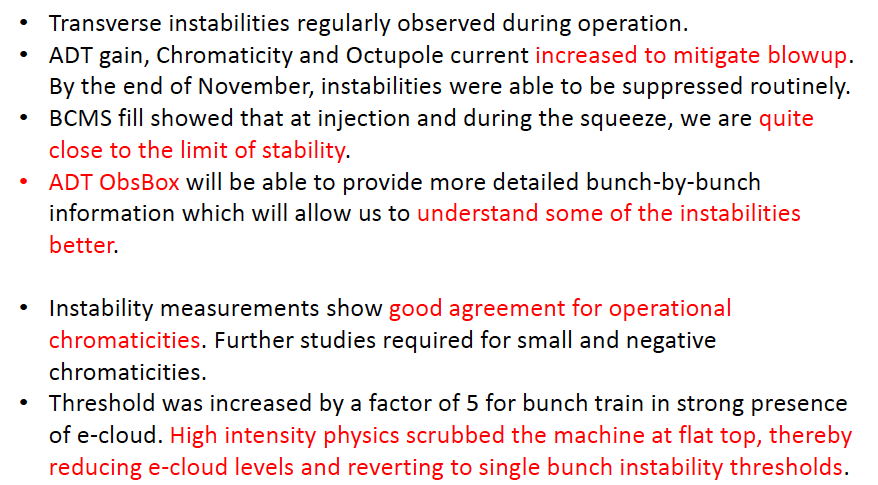 • Transverse instabilities regularly observed during operation.
• ADT gain, Chromaticity and Octupole current increased to mitigate blowup.
By the end of November, instabilities were able to be suppressed routinely.
• BCMS fill showed that at injection and during the squeeze, we are quite
close to the limit of stability.
• ADT ObsBox will be able to provide more detailed bunch-by-bunch
information which will allow us to understand some of the instabilities
better.
• Instability measurements show good agreement for operational
chromaticities. Further studies required for small and negative
chromaticities.
• Threshold was increased by a factor of 5 for bunch train in strong presence
of e-cloud. High intensity physics scrubbed the machine at flat top, thereby
reducing e-cloud levels and reverting to single bunch instability thresholds.